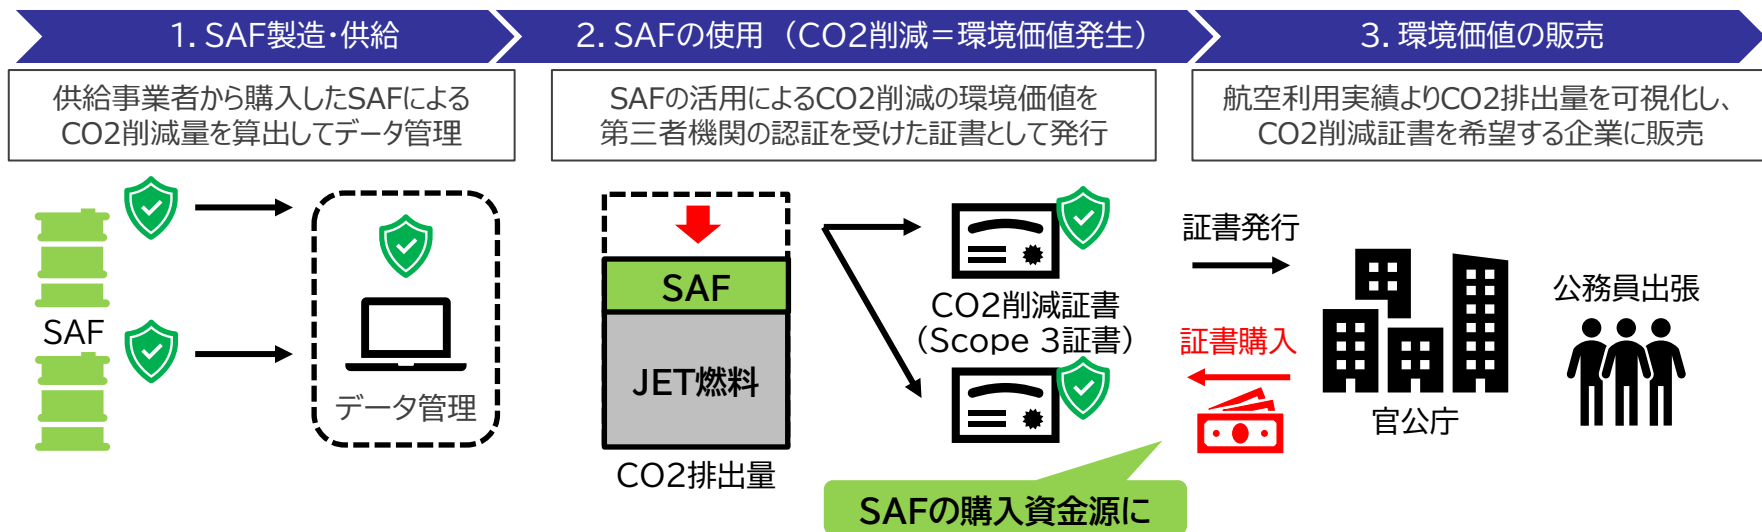 1. SAF製造・供給
2. SAFの使用 （CO2削減＝環境価値発生）
3. 環境価値の販売
供給事業者から購入したSAFによる
CO2削減量を算出してデータ管理
SAFの活用によるCO2削減の環境価値を
第三者機関の認証を受けた証書として発行
航空利用実績よりCO2排出量を可視化し、
CO2削減証書を希望する企業に販売
SAF
データ管理
SAF
JET燃料
CO2排出量
CO2削減証書
（Scope 3証書）
SAFの購入資金源に
証書発行
証書購入
官公庁
公務員出張